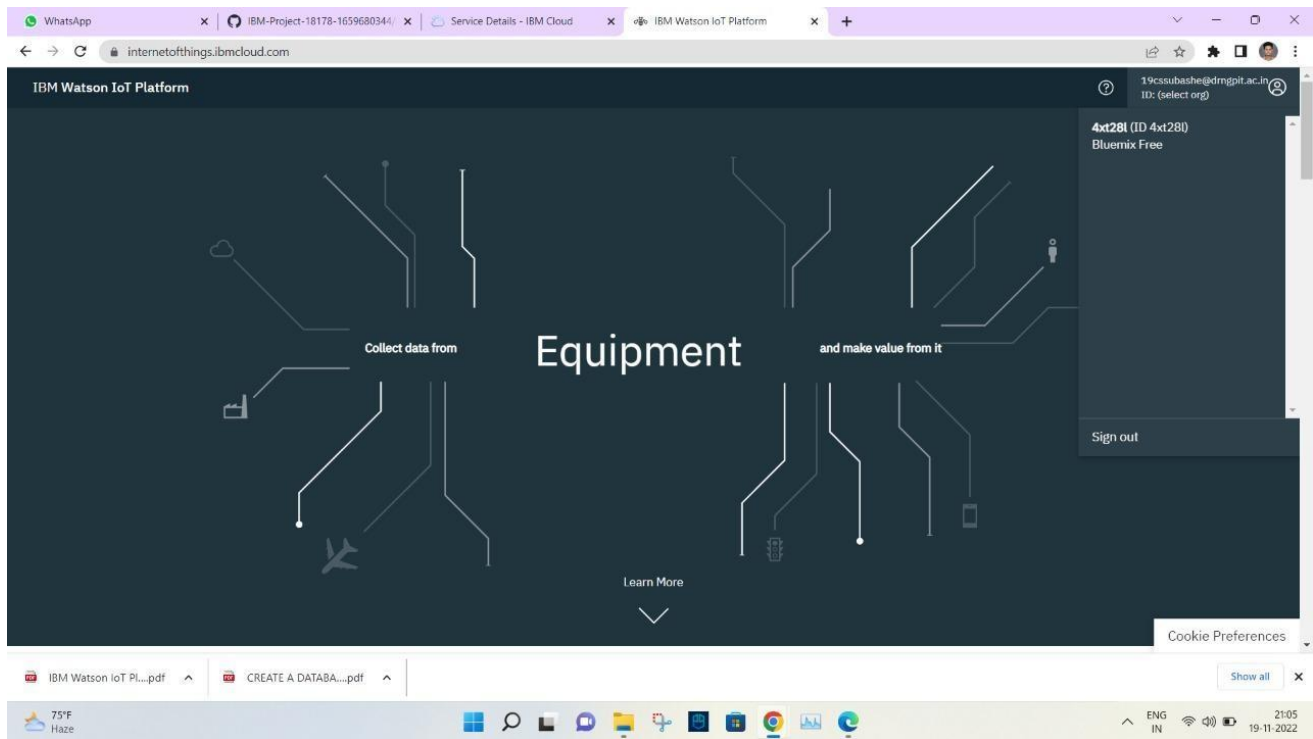 WhatsApp
IBM-Project-18178-1659680344/
Service Details - IBM Cloud
IBM Watson IoT Platform
internetofthings.ibmcloud.com
IBM Watson IoT Platform
19cssubashe@drngpit.ac.in
ID: (select org)
4xt28l (ID 4xt28l)
Bluemix Free
Collect data from
Equipment
and make value from it
Sign out
Learn More
Cookie Preferences
IBM Watson IoT Pl....pdf
CREATE A DATABA....pdf
Show all
75°F
Haze
ENG
IN
21:05
19-11-2022